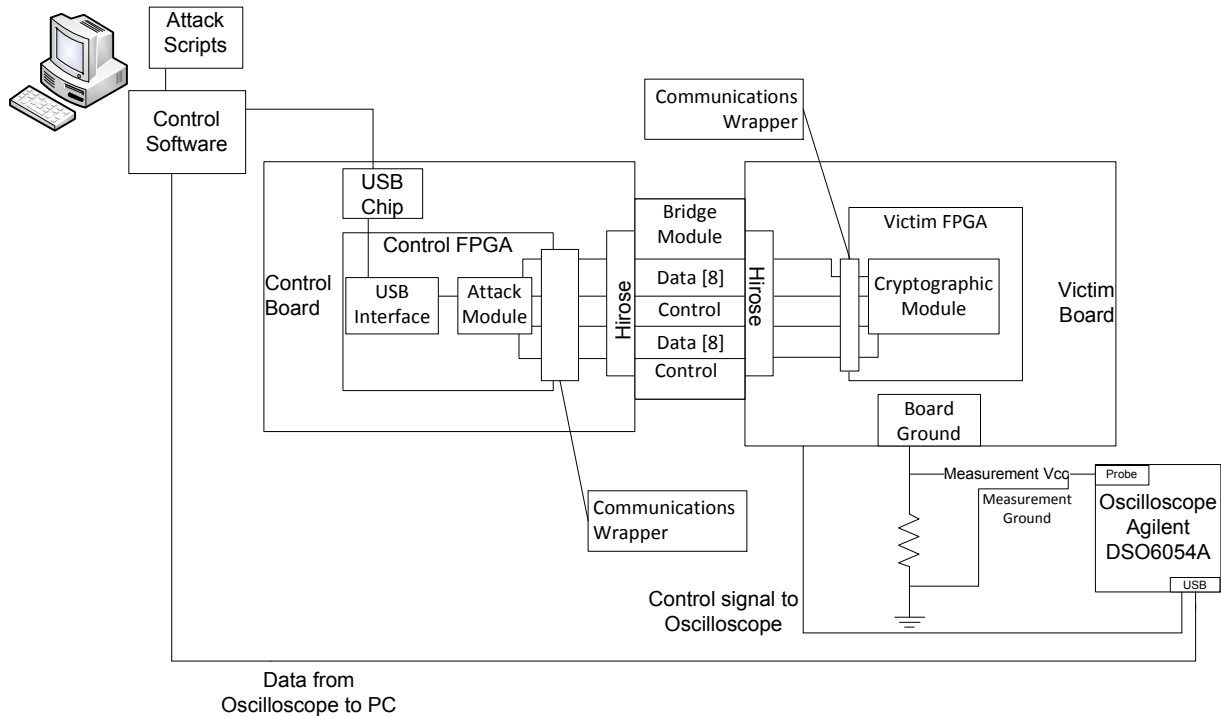 Attack
Scripts
Control
Software
Communications
Wrapper
USB
Chip
Bridge
Module
Victim FPGA
Control FPGA
Control
Board
USB
Interface
Attack
Module
Hirose
Data [8]
Control
Data [8]
Control
Hirose
Cryptographic
Module
Victim
Board
Board
Ground
Measurement Vcc
Measurement
Ground
Probe
Oscilloscope
Agilent
DSO6054A
USB
Communications
Wrapper
Control signal to
Oscilloscope
Data from
Oscilloscope to PC